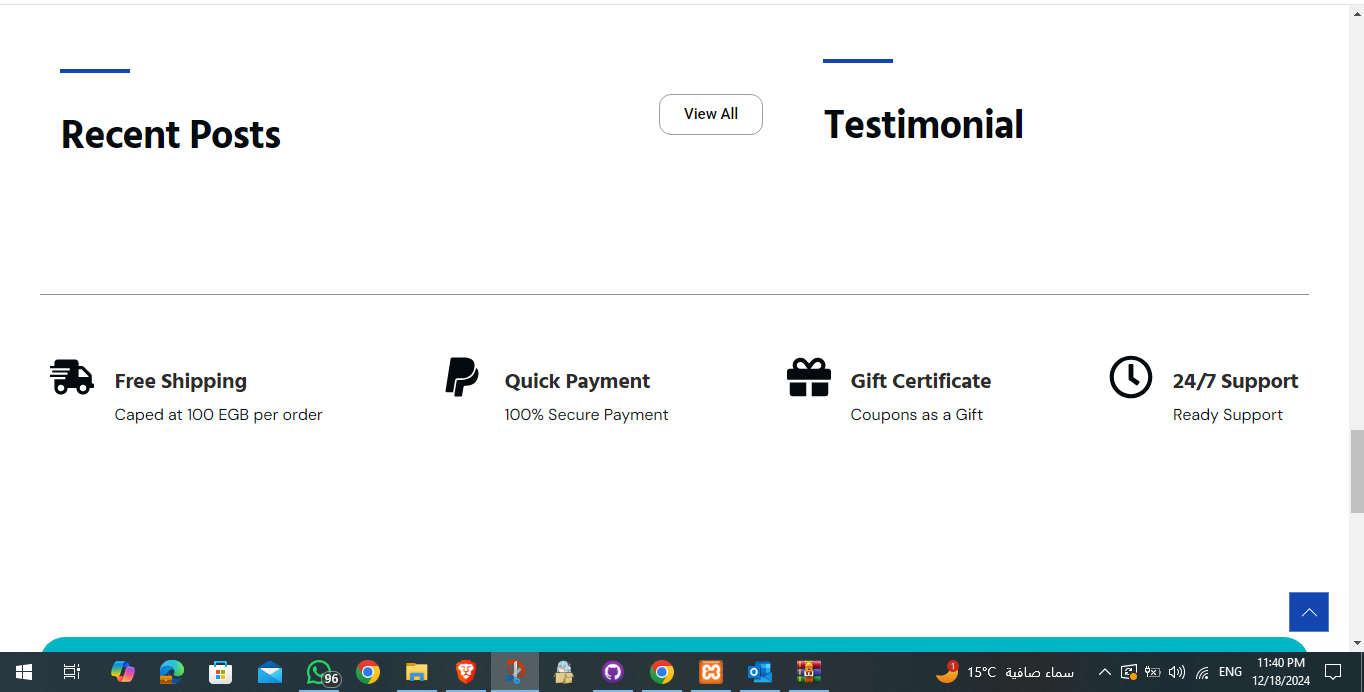 Recent Posts
View All
Testimonial
Free Shipping
Caped at 100 EGB per order
Quick Payment
100% Secure Payment
Gift Certificate
Coupons as a Gift
24/7 Support
Ready Support
96
1
15°C
سماء صافية
ENG
11:40 PM
12/18/2024